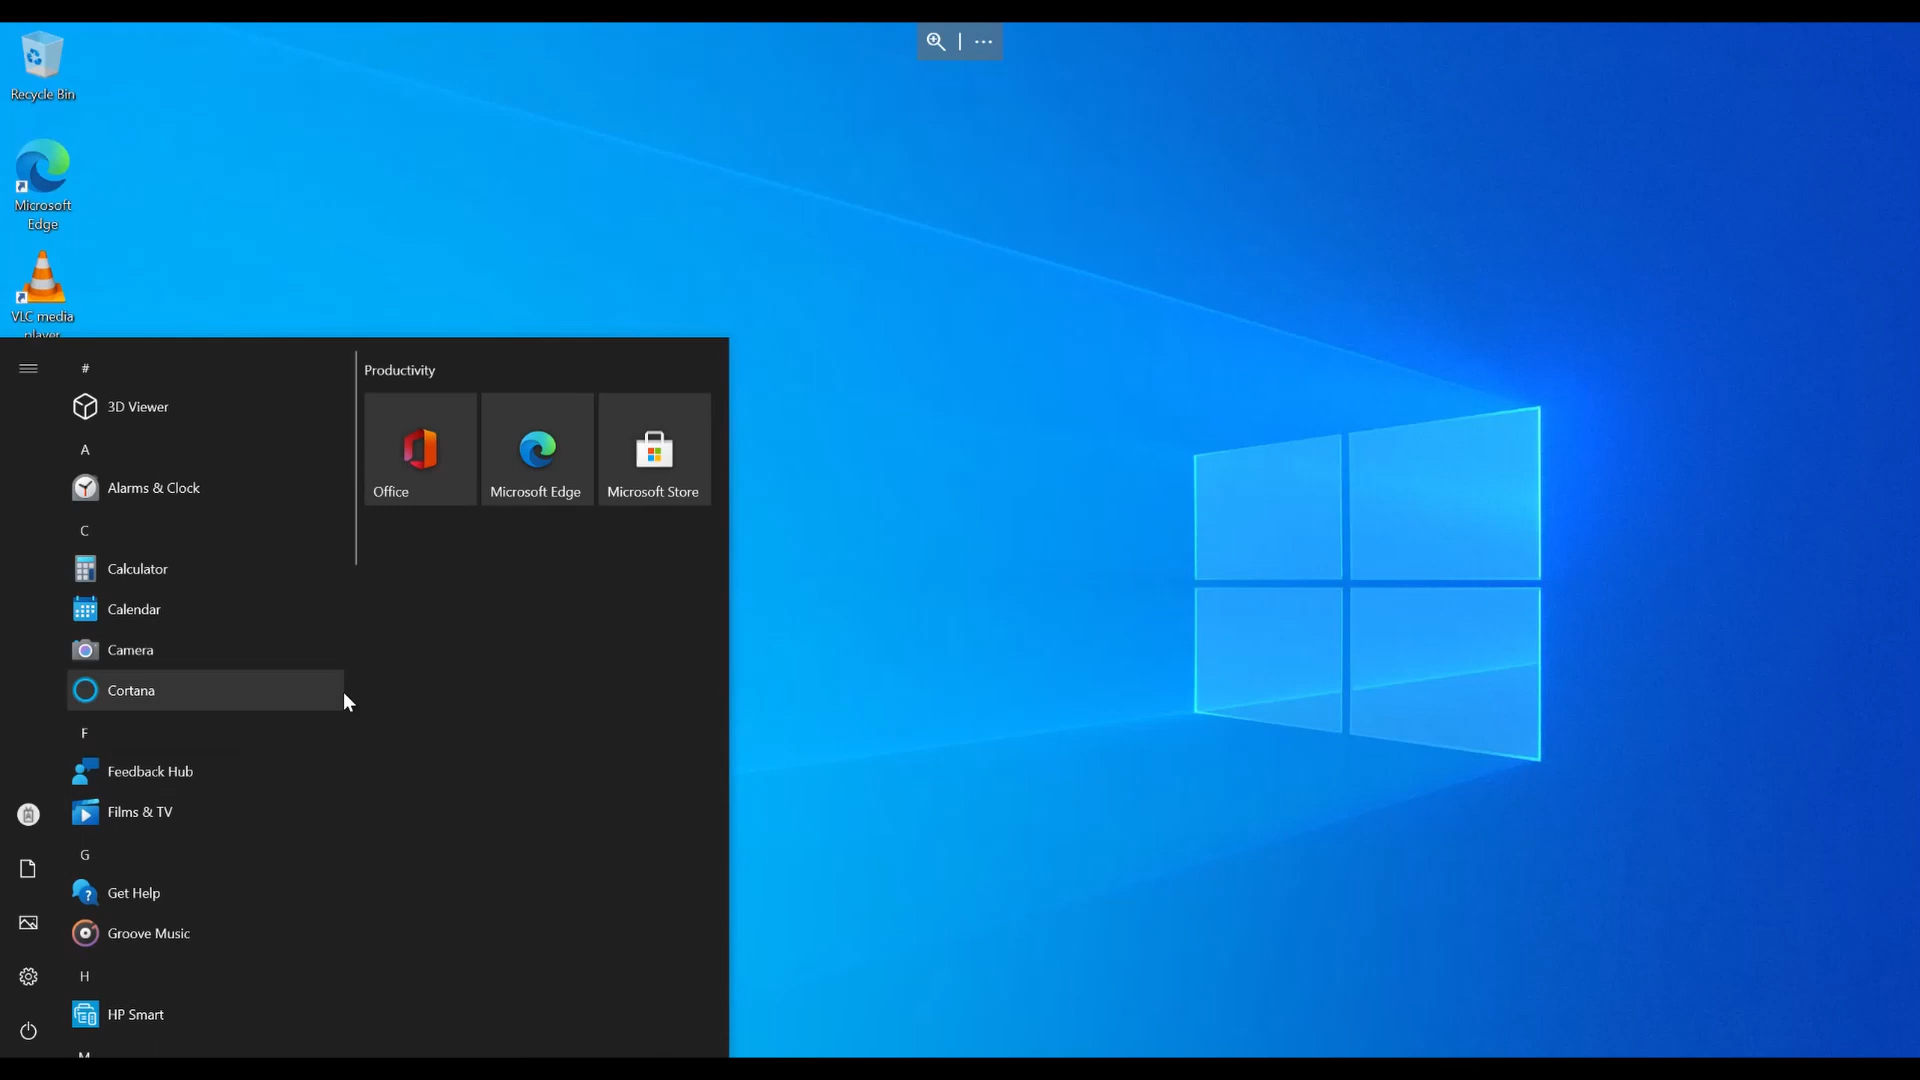 Recycle Bin
Microsoft
Edge
VLC media
player
#
3D Viewer
A
Alarms & Clock
C
Calculator
Calendar
Camera
Cortana
F
Feedback Hub
Films & TV
G
Get Help
Groove Music
H
HP Smart
M
Productivity
Office
Microsoft Edge
Microsoft Store